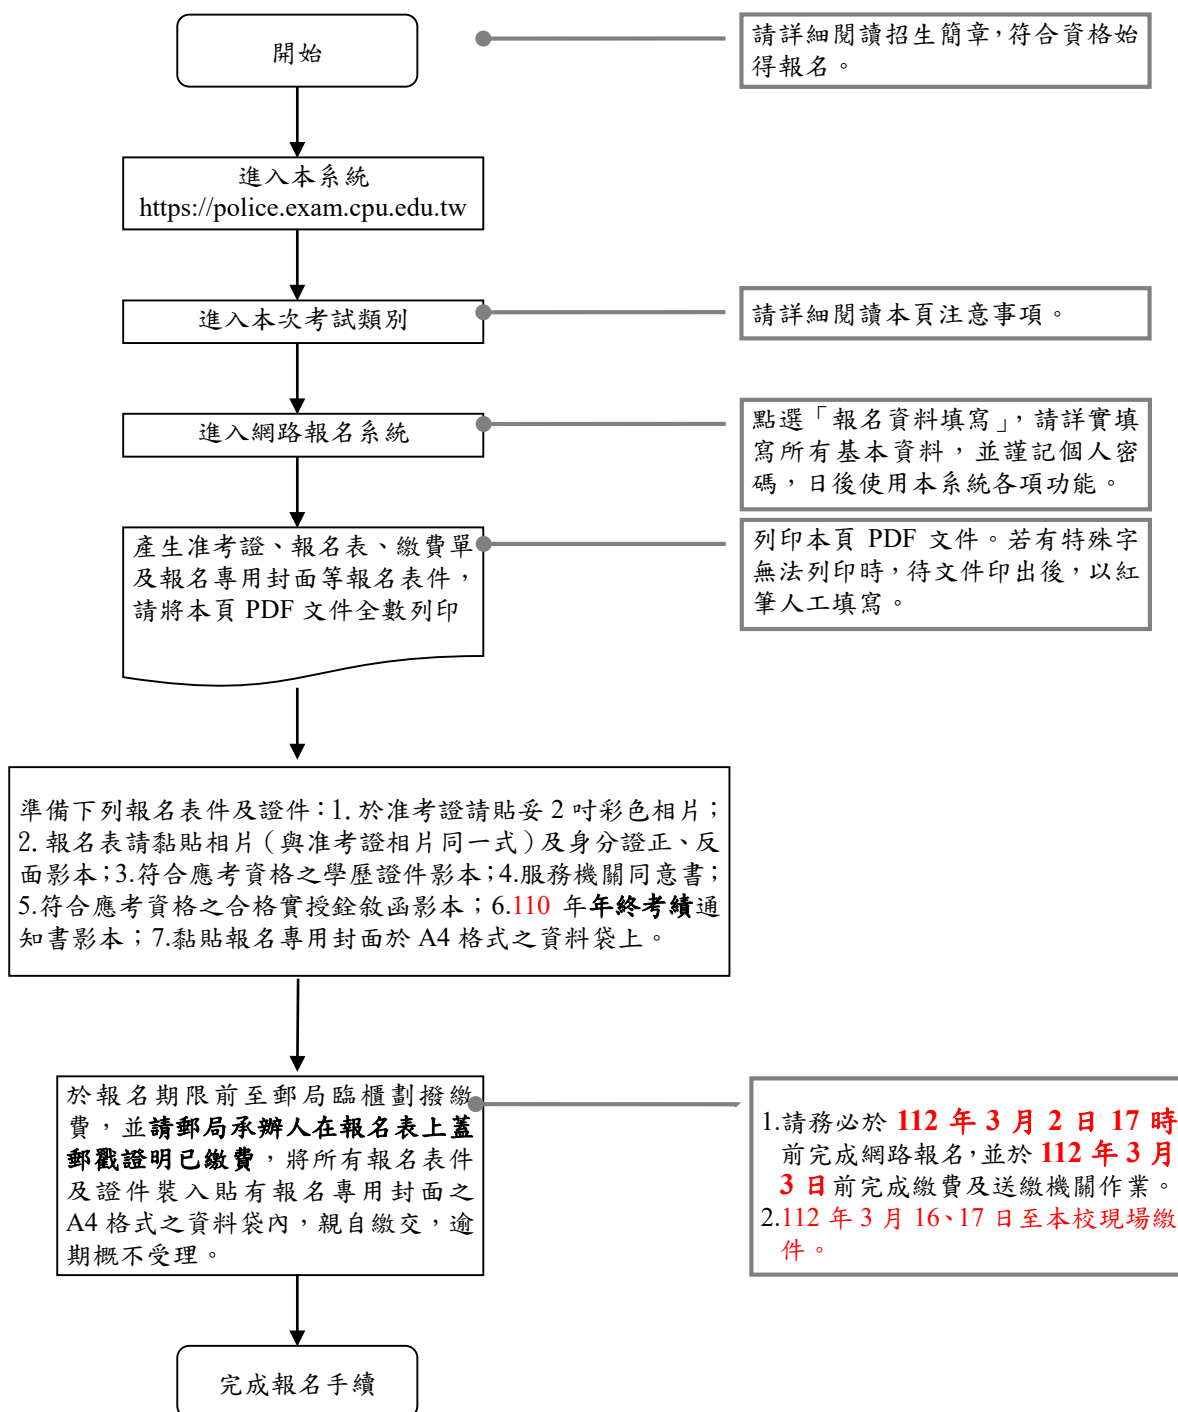 開始
請詳細閱讀招生簡章，符合資格始
得報名。
進入本系統
https://police.exam.cpu.edu.tw
進入本次考試類別
請詳細閱讀本頁注意事項。
進入網路報名系統
點選「報名資料填寫」，請詳實填
寫所有基本資料，並謹記個人密
碼，日後使用本系統各項功能。
產生准考證、報名表、繳費單
及報名專用封面等報名表件，
請將本頁 PDF 文件全數列印
列印本頁 PDF 文件。若有特殊字
無法列印時，待文件印出後，以紅
筆人工填寫。
準備下列報名表件及證件：1. 於准考證請貼妥 2 吋彩色相片；
2. 報名表請黏貼相片（與准考證相片同一式）及身分證正、反
面影本；3.符合應考資格之學歷證件影本；4.服務機關同意書；
5.符合應考資格之合格實授銓敘函影本；6.110 年年終考績通
知書影本；7.黏貼報名專用封面於 A4 格式之資料袋上。
於報名期限前至郵局臨櫃劃撥繳
費，並請郵局承辦人在報名表上蓋
郵戳證明已繳費，將所有報名表件
及證件裝入貼有報名專用封面之
A4 格式之資料袋內，親自繳交，逾
期概不受理。
1.請務必於 112 年 3 月 2 日 17 時
前完成網路報名，並於 112 年 3 月
3 日前完成繳費及送繳機關作業。
2.112 年 3 月 16、17 日至本校現場繳
件。
完成報名手續